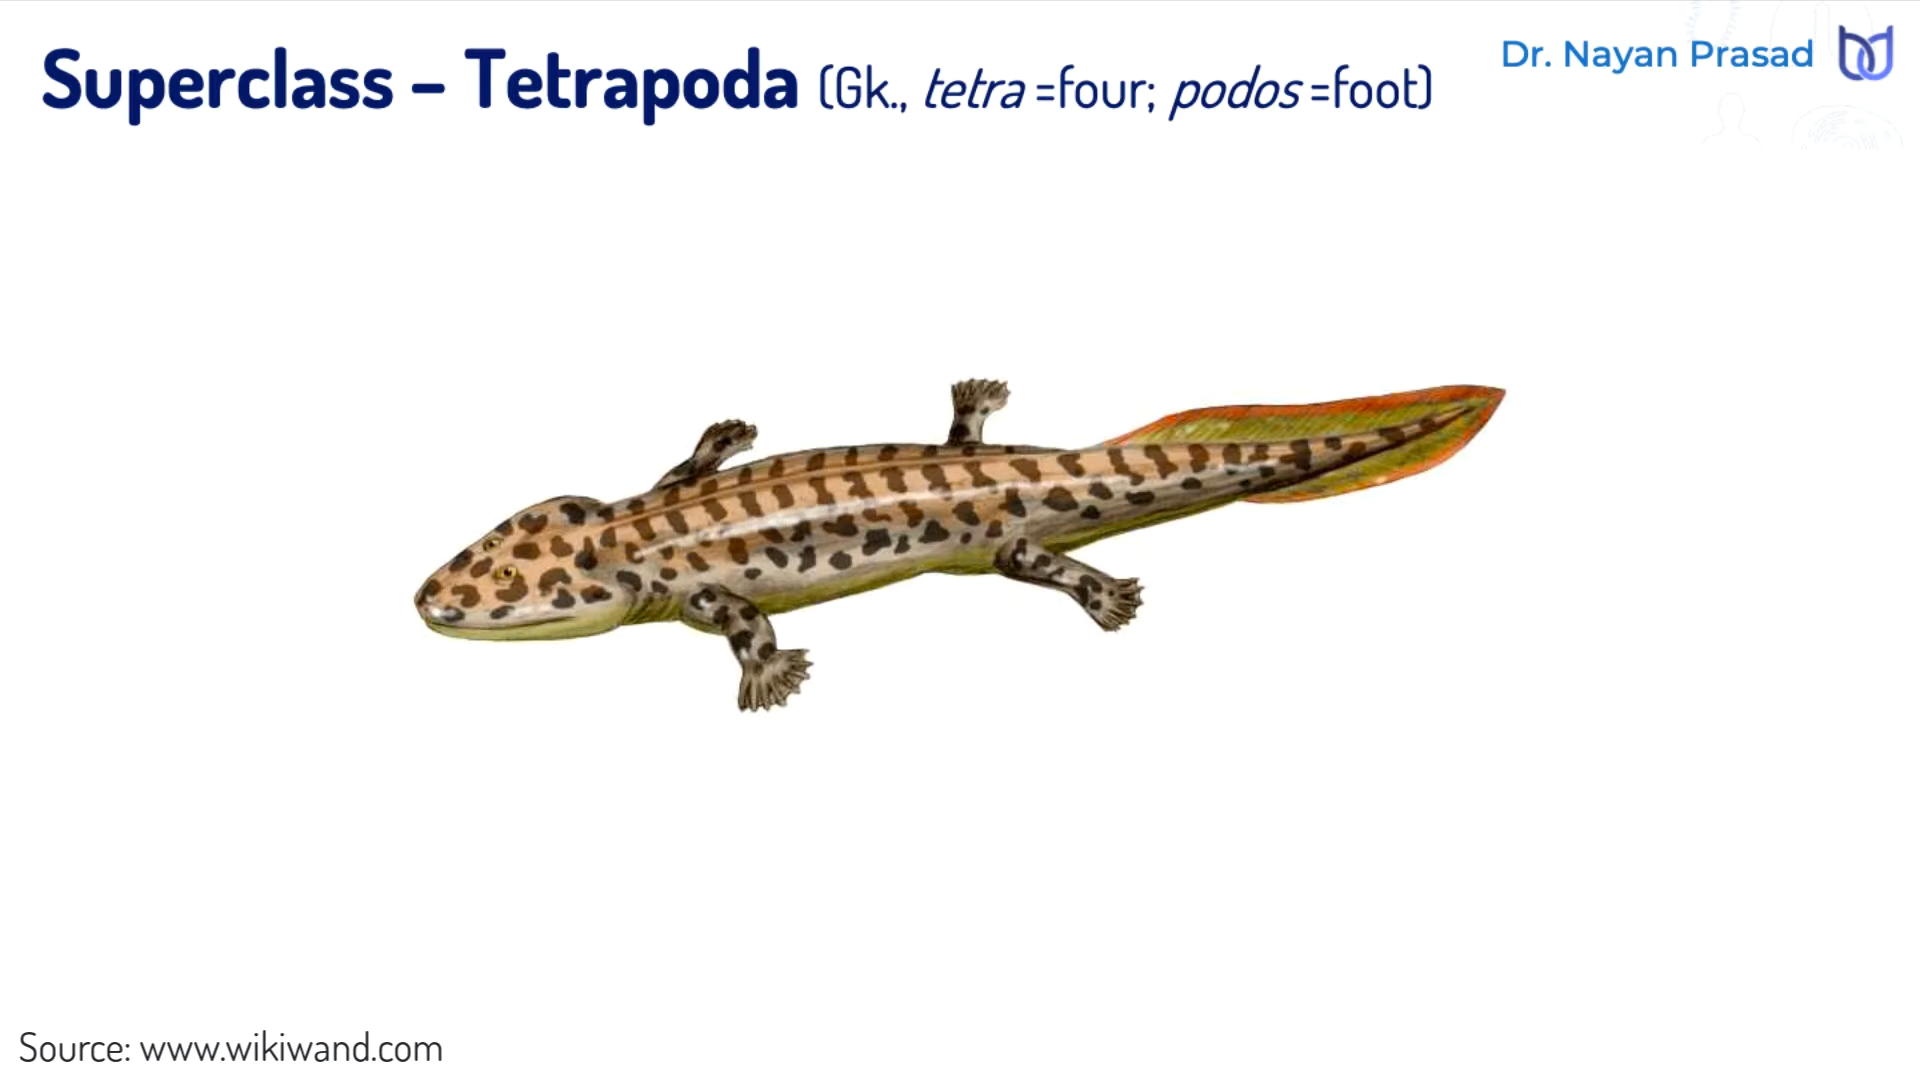 Superclass – Tetrapoda (Gk., tetra =four; podos =foot)
Dr. Nayan Prasad
Source: www.wikiwand.com